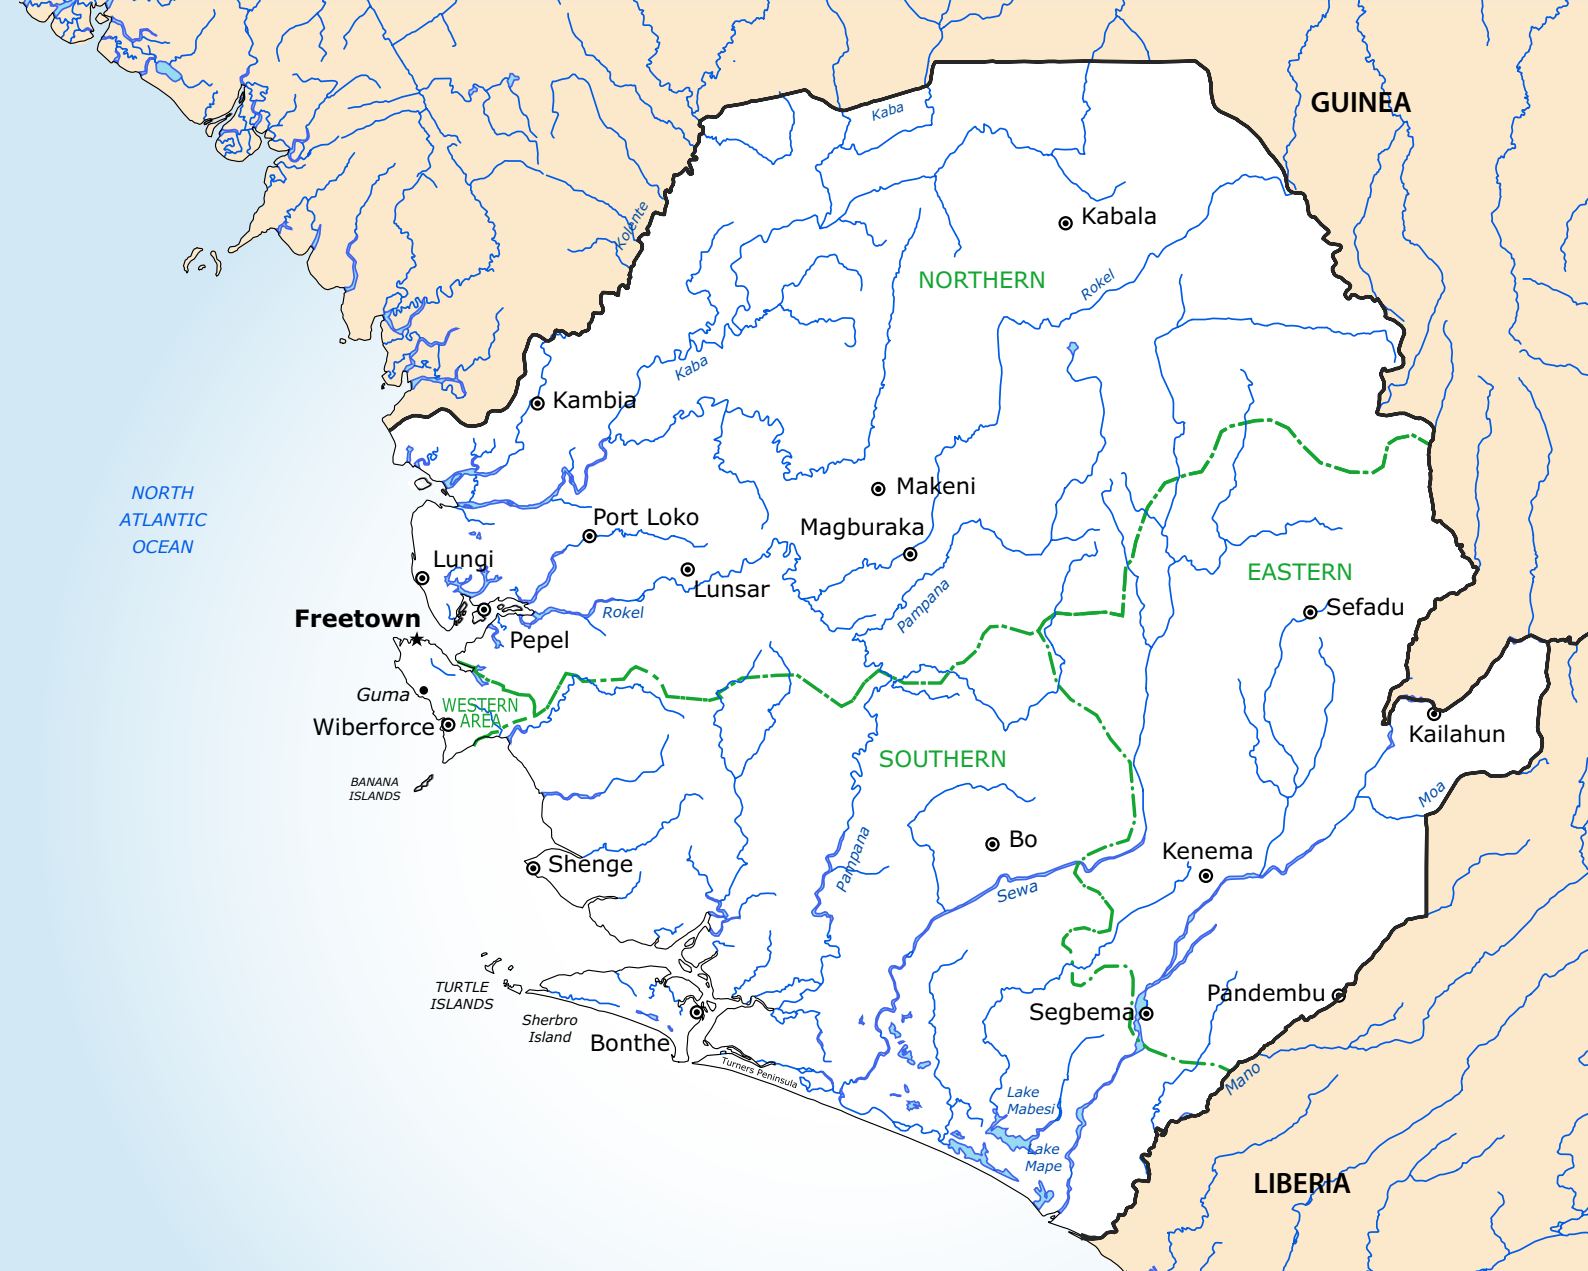 GUINEA
Kaba
Kolente
Kabala
NORTHERN
Rokel
Kaba
Kambia
NORTH
ATLANTIC
OCEAN
Makeni
Port Loko
Magburaka
Lungi
EASTERN
Lunsar
Pampana
Sefadu
Freetown
Rokel
Pepel
Guma
WESTERN
AREA
Wiberforce
Kailahun
SOUTHERN
BANANA
ISLANDS
Moa
Bo
Kenema
Shenge
Pampana
Sewa
TURTLE
ISLANDS
Pandembu
Segbema
Sherbro
Island
Bonthe
Turners Peninsula
Mano
Lake
Mabesi
Lake
Mape
LIBERIA